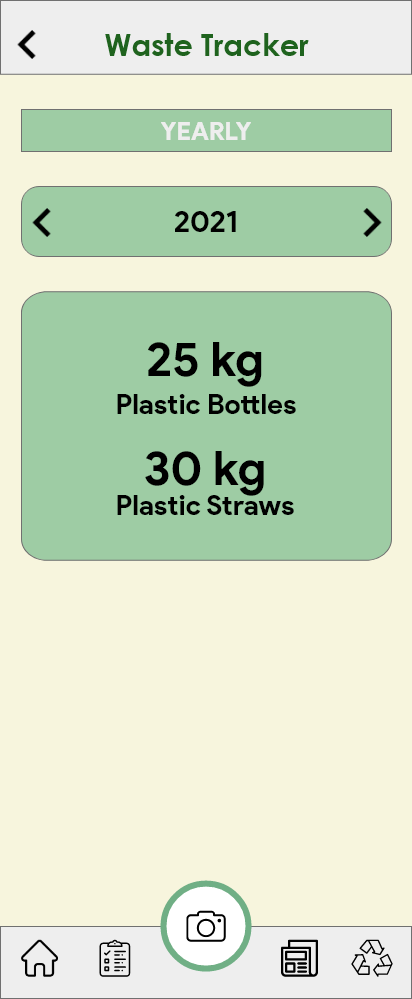 Waste Tracker
YEARLY
2021
25 kg
Plastic Bottles
30 kg
Plastic Straws